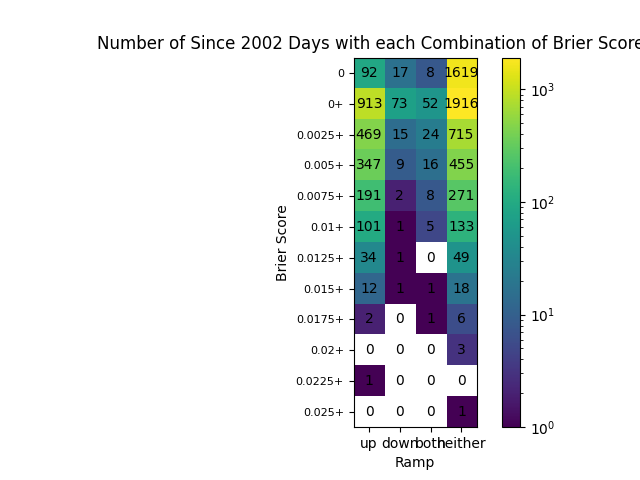 Number of Since 2002 Days with each Combination of Brier Score
0 92 17 8 1619
0+ 913 73 52 1916
0.0025+ 469 15 24 715
0.005+ 347 9 16 455
0.0075+ 191 2 8 271
0.01+ 101 1 5 133
0.0125+ 34 1 0 49
0.015+ 12 1 1 18
0.0175+ 2 0 1 6
0.02+ 0 0 0 3
0.0225+ 1 0 0 0
0.025+ 0 0 0 1
up down both neither
Ramp
Brier Score
10³
10²
10¹
10⁰